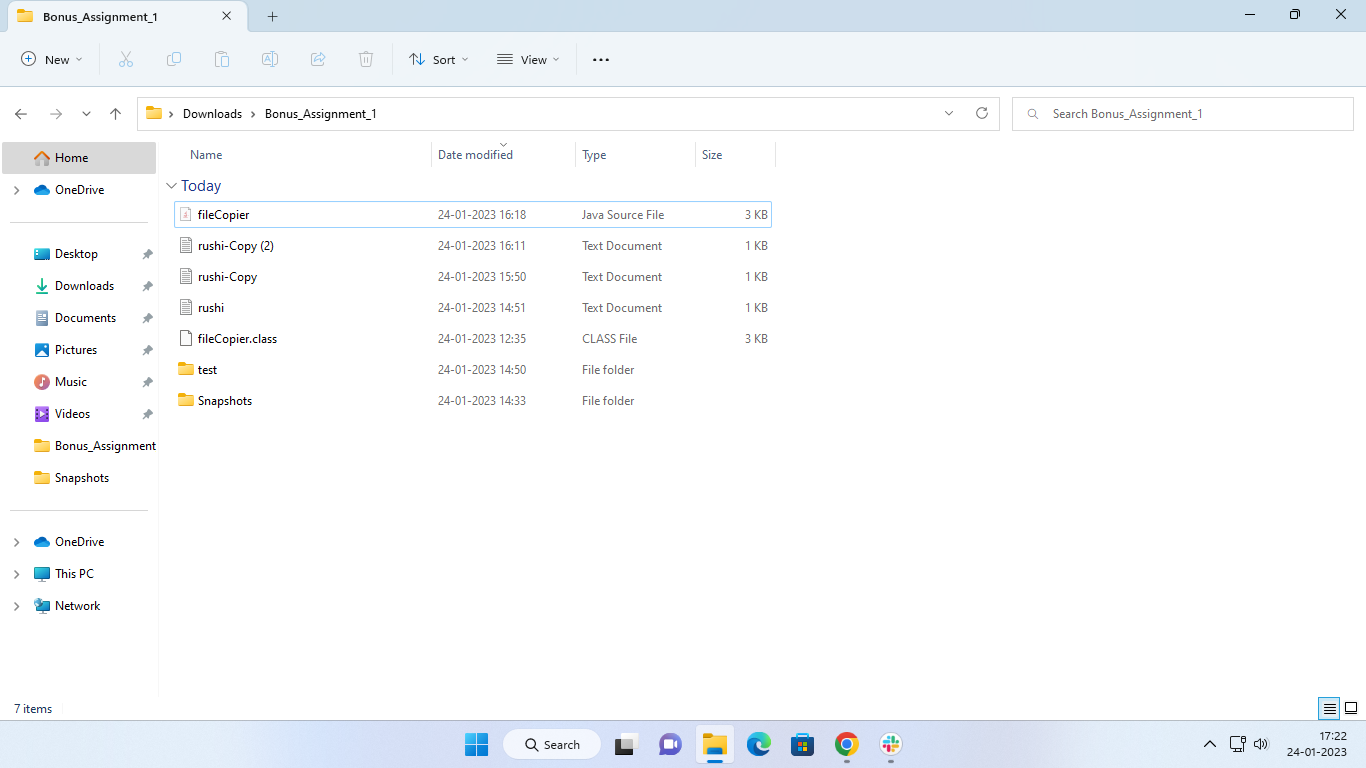 Bonus_Assignment_1
New
Sort
View
Downloads
Bonus_Assignment_1
Search Bonus_Assignment_1
Home
OneDrive
Desktop
Downloads
Documents
Pictures
Music
Videos
Bonus_Assignment
Snapshots
OneDrive
This PC
Network
Name Date modified Type Size
Today
fileCopier 24-01-2023 16:18 Java Source File 3 KB
rushi-Copy (2) 24-01-2023 16:11 Text Document 1 KB
rushi-Copy 24-01-2023 15:50 Text Document 1 KB
rushi 24-01-2023 14:51 Text Document 1 KB
fileCopier.class 24-01-2023 12:35 CLASS File 3 KB
test 24-01-2023 14:50 File folder
Snapshots 24-01-2023 14:33 File folder
7 items
Search
17:22
24-01-2023